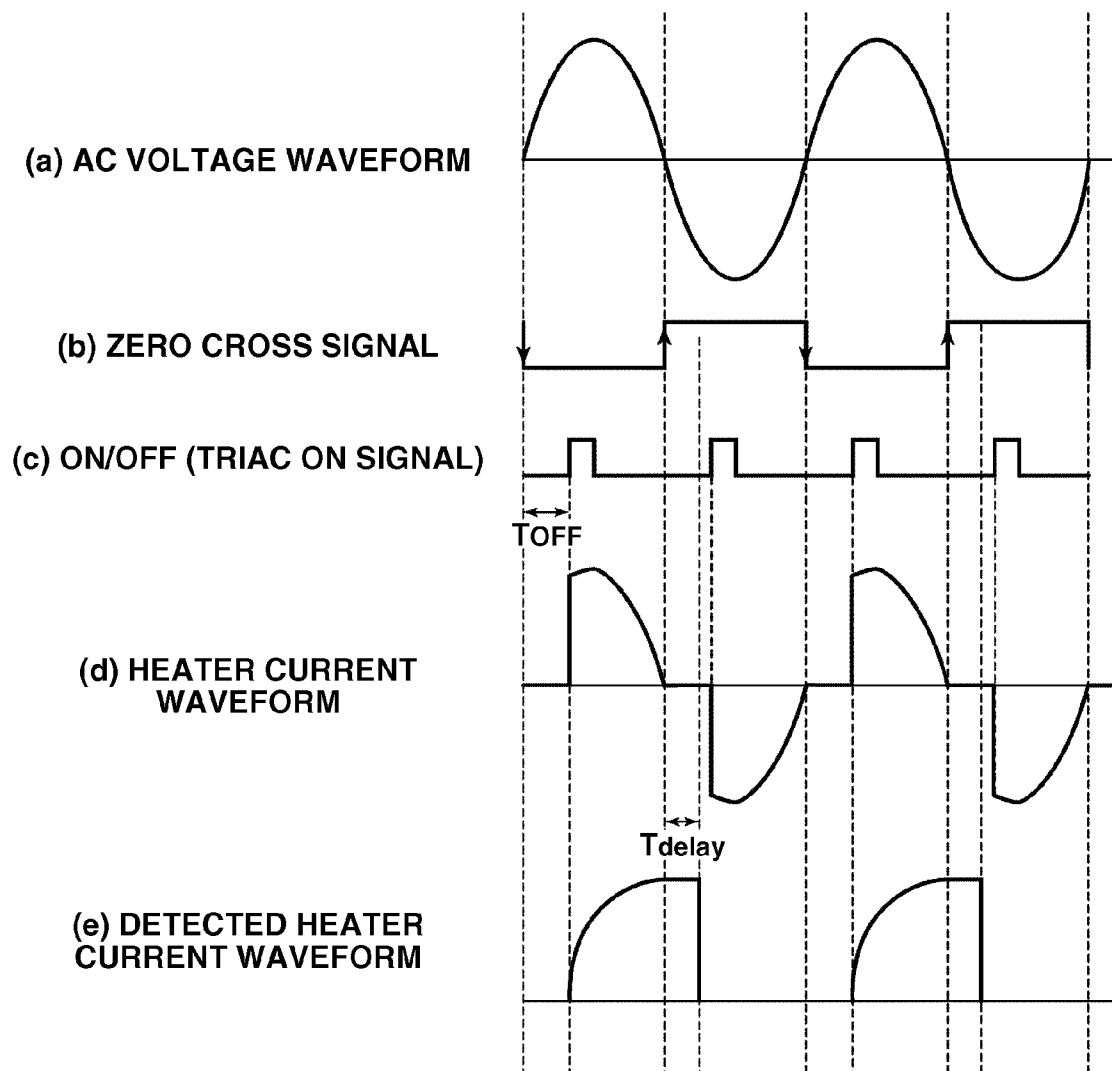 (a) AC VOLTAGE WAVEFORM
(b) ZERO CROSS SIGNAL
(c) ON/OFF (TRIAC ON SIGNAL)
TOFF
(d) HEATER CURRENT
WAVEFORM
Tdelay
(e) DETECTED HEATER
CURRENT WAVEFORM